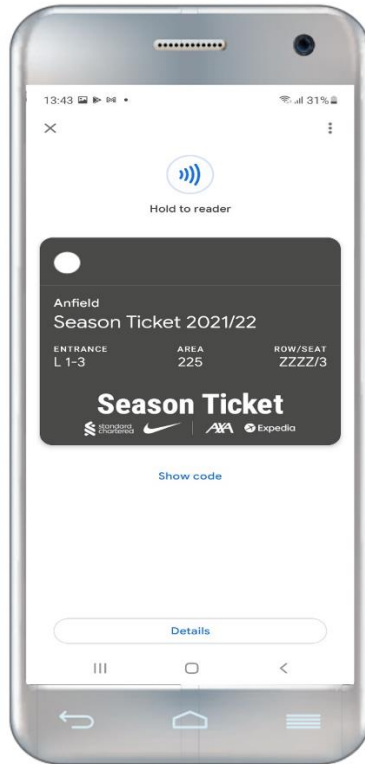 13:43
31%
Hold to reader
Anfield
Season Ticket 2021/22
ENTRANCE AREA ROW/SEAT
L 1-3 225 ZZZZ/3
Season Ticket
standard chartered AXA Expedia
Show code
Details